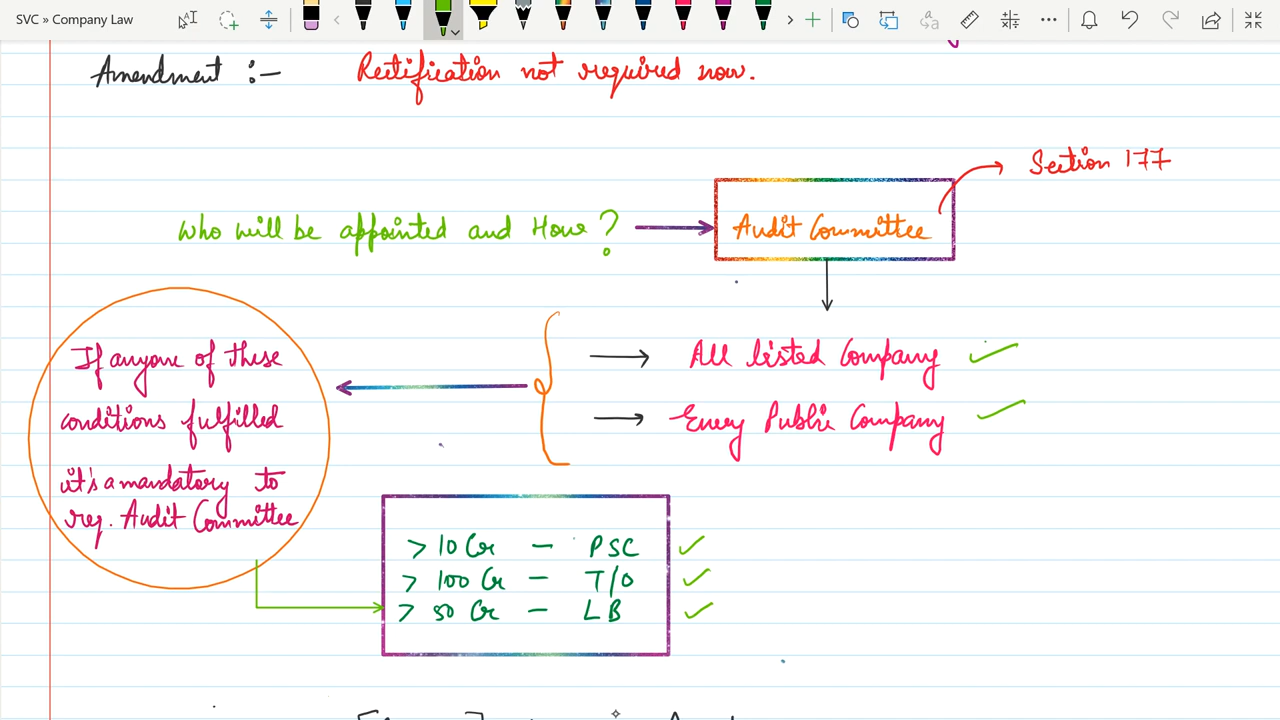 SVC » Company Law
Amendment :- Rectification not required now.
Section 177
Who will be appointed and How? Audit Committee
All listed Company
Every Public Company
If anyone of these
conditions fulfilled
it's a mandatory to
req. Audit Committee
> 10 Cr - PSC
> 100 Cr - T/O
> 50 Cr - LB